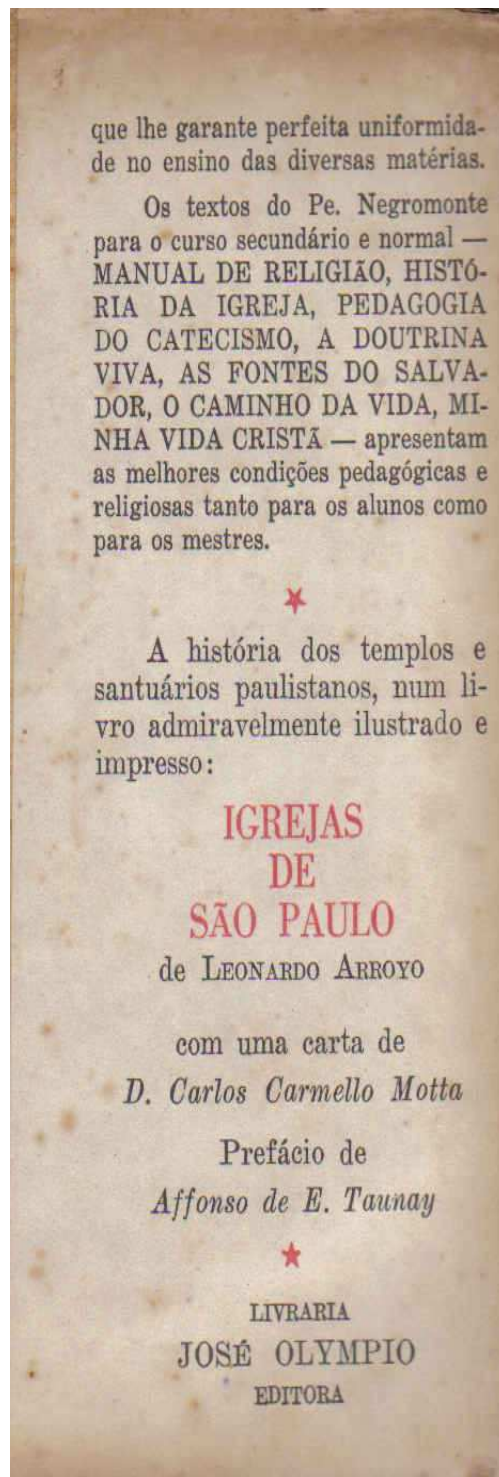 que lhe garante perfeita uniformida-
de no ensino das diversas matérias.
Os textos do Pe. Negromonte
para o curso secundário e normal —
MANUAL DE RELIGIÃO, HISTÓ-
RIA DA IGREJA, PEDAGOGIA
DO CATECISMO, A DOUTRINA
VIVA, AS FONTES DO SALVA-
DOR, O CAMINHO DA VIDA, MI-
NHA VIDA CRISTÃ — apresentam
as melhores condições pedagógicas e
religiosas tanto para os alunos como
para os mestres.
A história dos templos e
santuários paulistanos, num li-
vro admiravelmente ilustrado e
impresso:
IGREJAS
DE
SÃO PAULO
de LEONARDO ARROYO
com uma carta de
D. Carlos Carmello Motta
Prefácio de
Affonso de E. Taunay
LIVRARIA
JOSÉ OLYMPIO
EDITORA